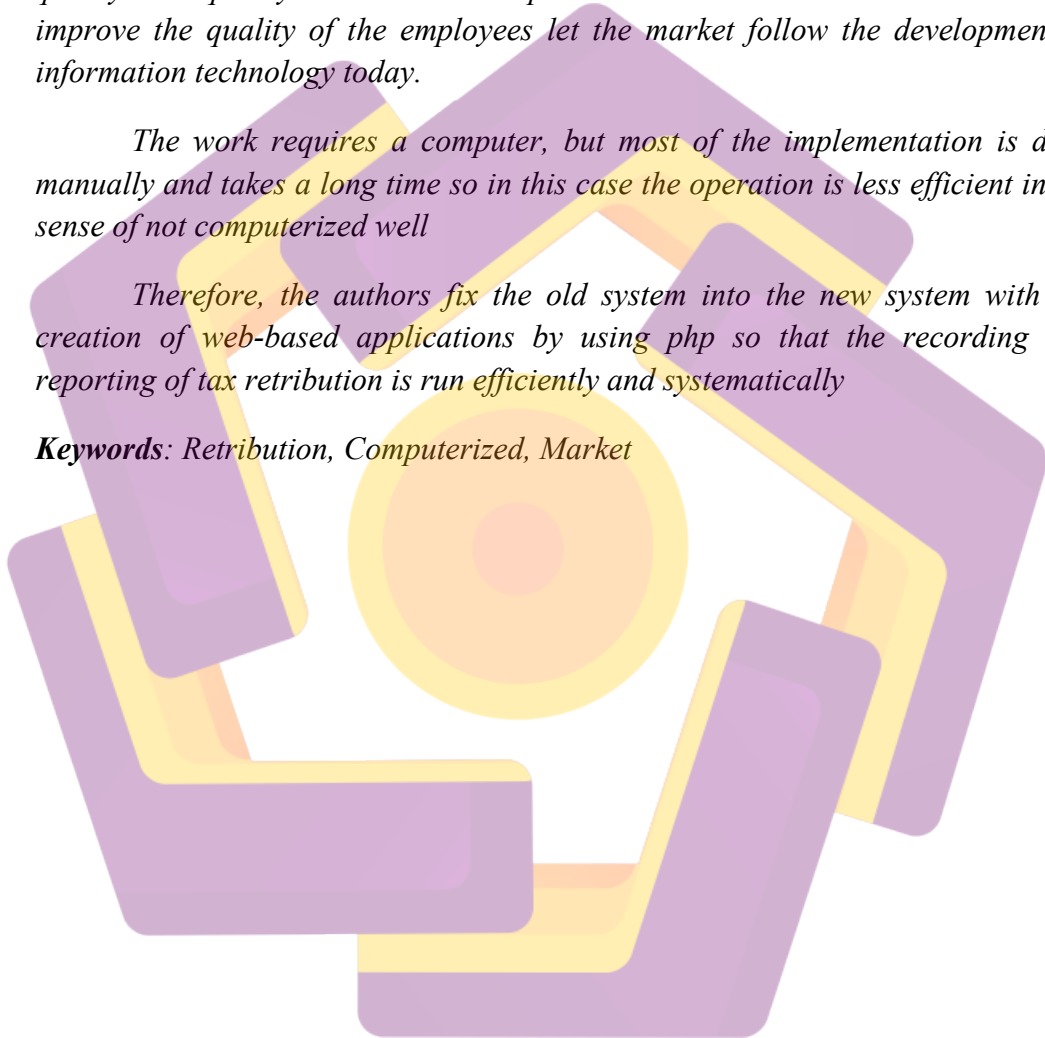 improve the quality of the employees let the market follow the development
information technology today.
The work requires a computer, but most of the implementation is
manually and takes a long time so in this case the operation is less efficient in
sense of not computerized well
Therefore, the authors fix the old system into the new system with
creation of web-based applications by using php so that the recording
reporting of tax retribution is run efficiently and systematically
Keywords: Retribution, Computerized, Market